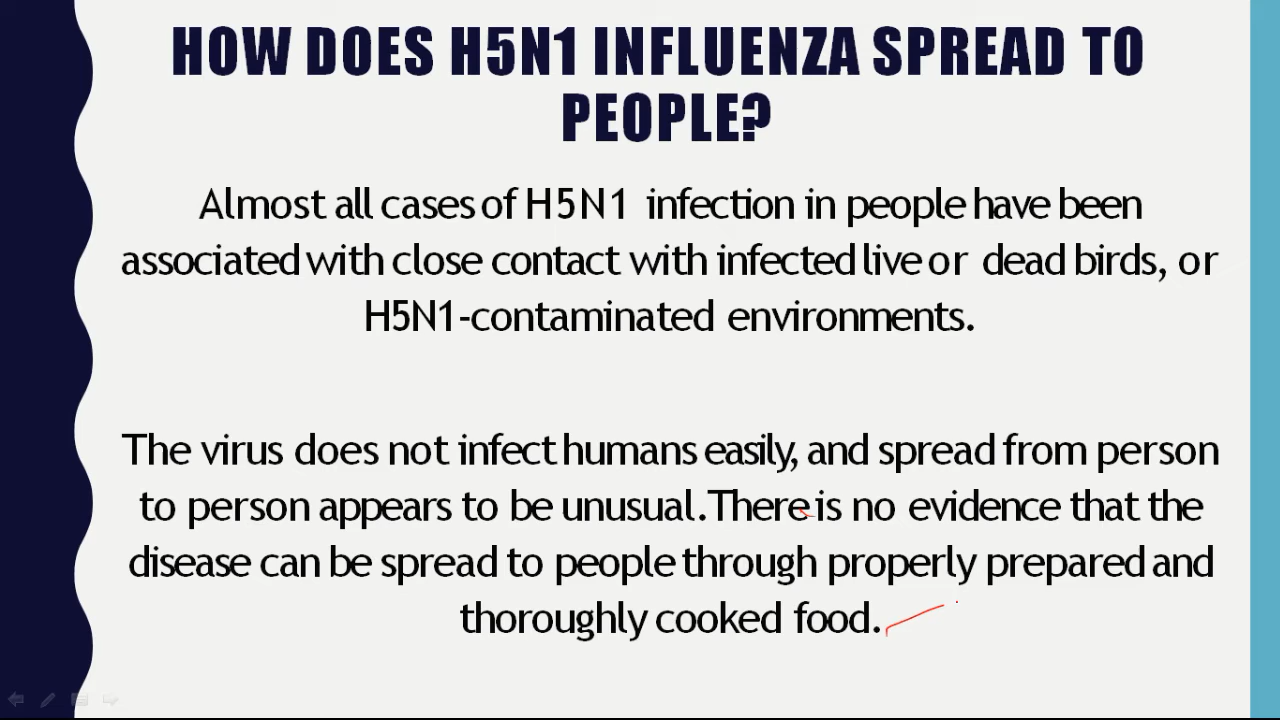 HOW DOES H5N1 INFLUENZA SPREAD TO
PEOPLE?
Almost all cases of H5N1 infection in people have been
associated with close contact with infected live or dead birds, or
H5N1-contaminated environments.
The virus does not infect humans easily, and spread from person
to person appears to be unusual.There is no evidence that the
disease can be spread to people through properly prepared and
thoroughly cooked food.